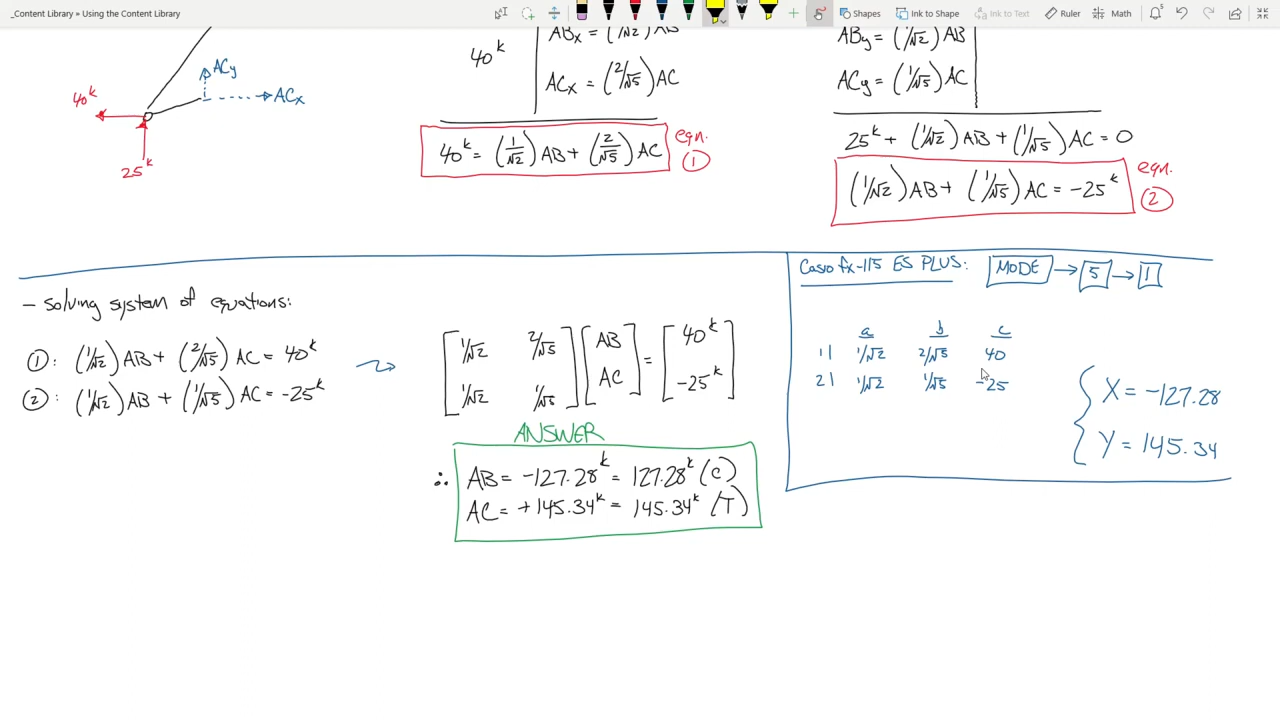 _Content Library » Using the Content Library
Shapes
Ink to Shape
Ink to Text
Ruler
Math
ACy
ACx
40ᵏ
25ᵏ
40ᵏ
ABx = (1/√2) AB
ACx = (2/√5) AC
40ᵏ = (1/√2) AB + (2/√5) AC
eqn. ①
ABy = (1/√2) AB
ACy = (1/√5) AC
25ᵏ + (1/√2) AB + (1/√5) AC = 0
(1/√2) AB + (1/√5) AC = -25ᵏ
eqn. ②
- solving system of equations:
①: (1/√2) AB + (2/√5) AC = 40ᵏ
②: (1/√2) AB + (1/√5) AC = -25ᵏ
1/√2 2/√5 AB = 40ᵏ
1/√2 1/√5 AC -25ᵏ
ANSWER
∴ AB = -127.28ᵏ = 127.28ᵏ (C)
AC = +145.34ᵏ = 145.34ᵏ (T)
Casio fx-115 ES PLUS: MODE → 5 → 1
a b c
1| 1/√2 2/√5 40
2| 1/√2 1/√5 -25
X = -127.28
Y = 145.34